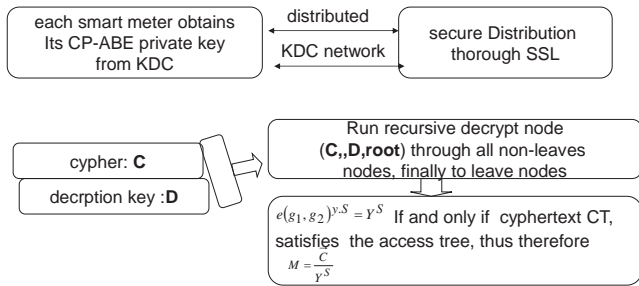 each smart meter obtains
Its CP-ABE private key
from KDC
distributed
KDC network
secure Distribution
thorough SSL
cypher: C
decrption key :D
Run recursive decrypt node
(C,,D,root) through all non-leaves
nodes, finally to leave nodes
e(g₁, g₂)^{y.S} = Y^S If and only if cyphertext CT,
satisfies the access tree, thus therefore
M = C̃/Y^S